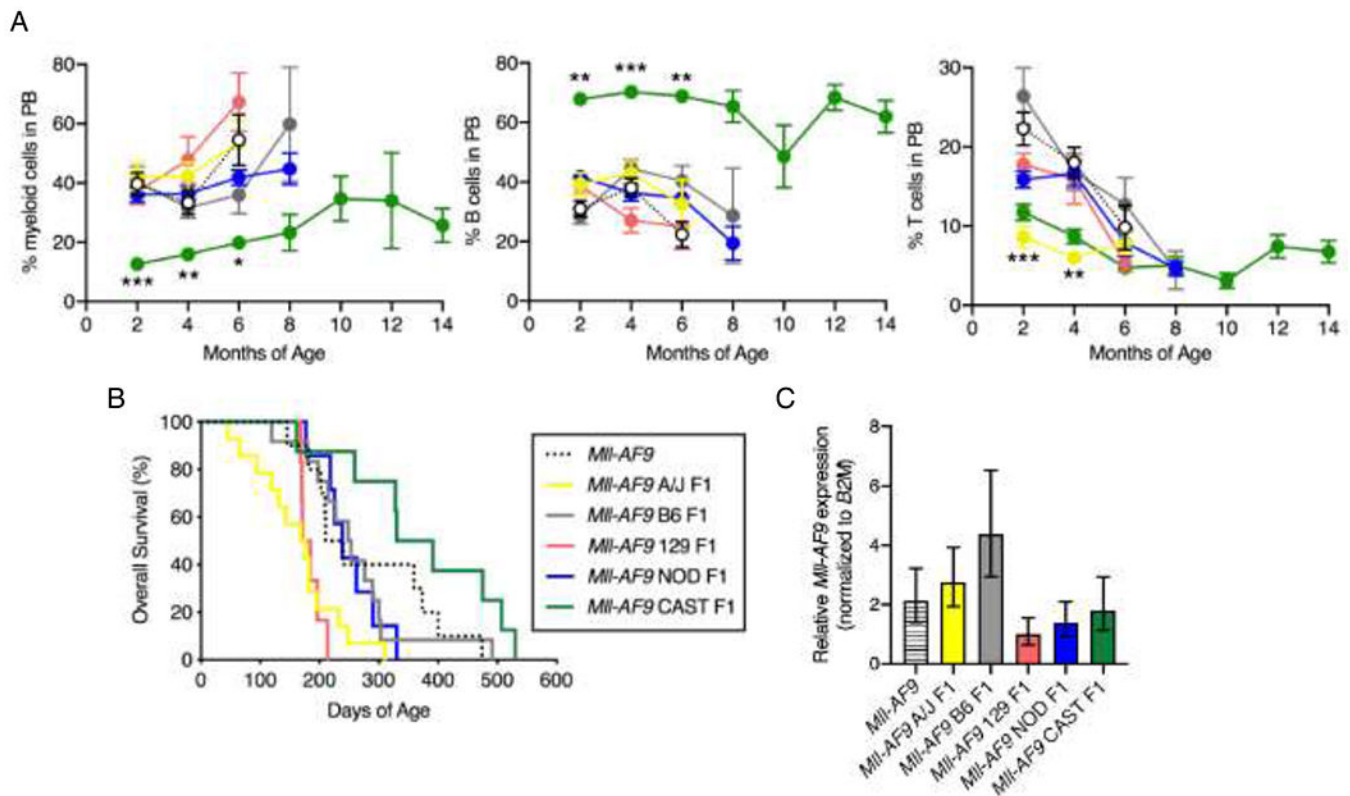 A
% myeloid cells in PB
80
60
40
20
0
0 2 4 6 8 10 12 14
Months of Age
*** ** *
% B cells in PB
80
60
40
20
0
0 2 4 6 8 10 12 14
Months of Age
** *** **
% T cells in PB
30
20
10
0
0 2 4 6 8 10 12 14
Months of Age
*** **
B
Overall Survival (%)
100
80
60
40
20
0
0 100 200 300 400 500 600
Days of Age
Mll-AF9
Mll-AF9 A/J F1
Mll-AF9 B6 F1
Mll-AF9 129 F1
Mll-AF9 NOD F1
Mll-AF9 CAST F1
C
Relative Mll-AF9 expression
(normalized to B2M)
8
6
4
2
0
Mll-AF9
Mll-AF9 A/J F1
Mll-AF9 B6 F1
Mll-AF9 129 F1
Mll-AF9 NOD F1
Mll-AF9 CAST F1